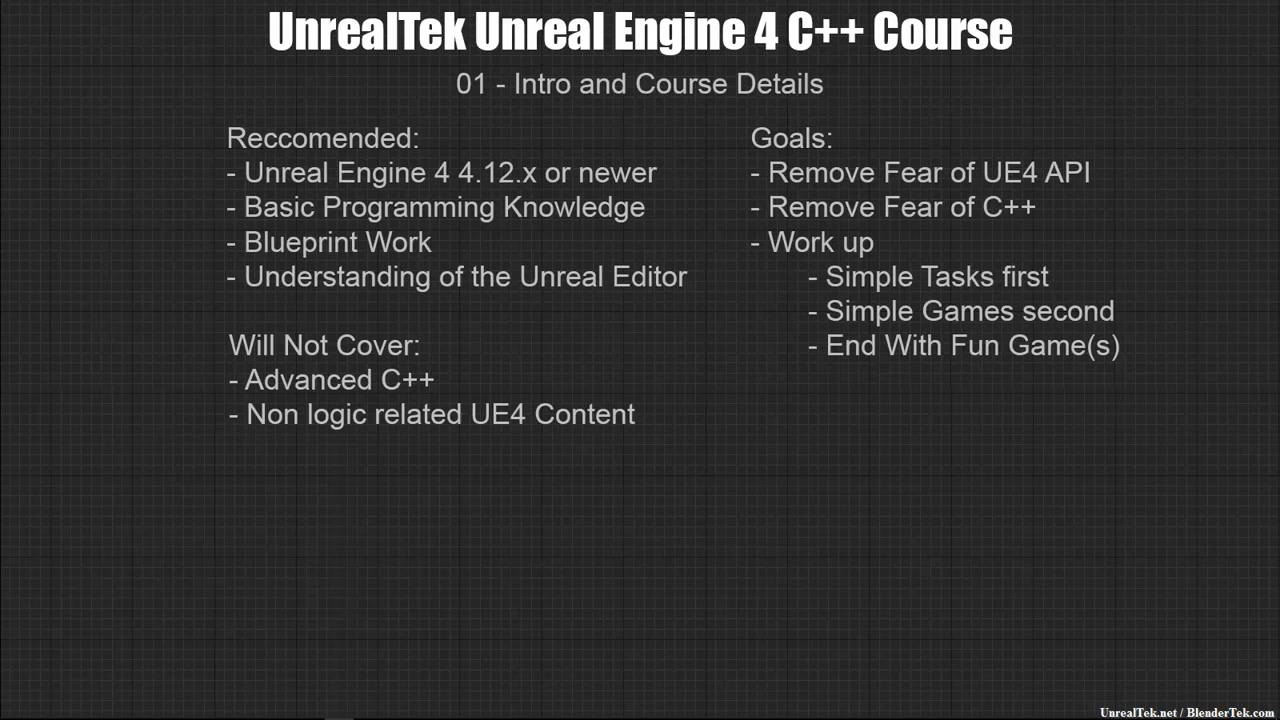 UnrealTek Unreal Engine 4 C++ Course
01 - Intro and Course Details
Reccomended:
- Unreal Engine 4 4.12.x or newer
- Basic Programming Knowledge
- Blueprint Work
- Understanding of the Unreal Editor
Will Not Cover:
- Advanced C++
- Non logic related UE4 Content
Goals:
- Remove Fear of UE4 API
- Remove Fear of C++
- Work up
- Simple Tasks first
- Simple Games second
- End With Fun Game(s)
UnrealTek.net / BlenderTek.com